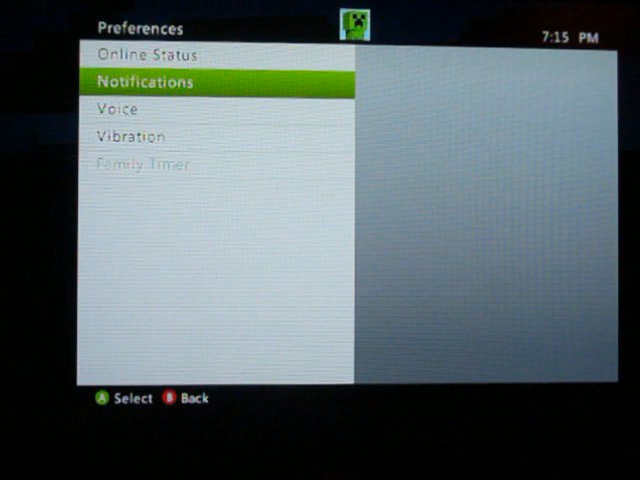 Preferences
7:15 PM
Online Status
Notifications
Voice
Vibration
Family Timer
A Select B Back